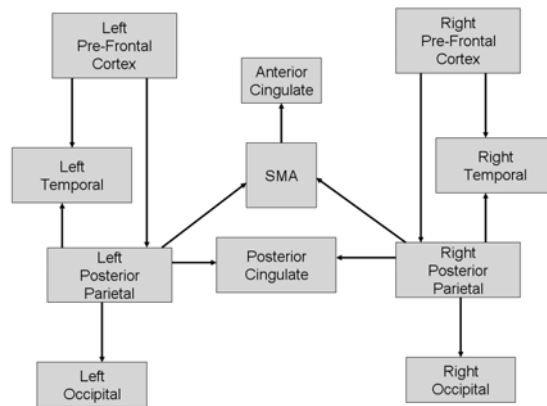 Left
Pre-Frontal
Cortex
Right
Pre-Frontal
Cortex
Anterior
Cingulate
Left
Temporal
SMA
Right
Temporal
Left
Posterior
Parietal
Posterior
Cingulate
Right
Posterior
Parietal
Left
Occipital
Right
Occipital